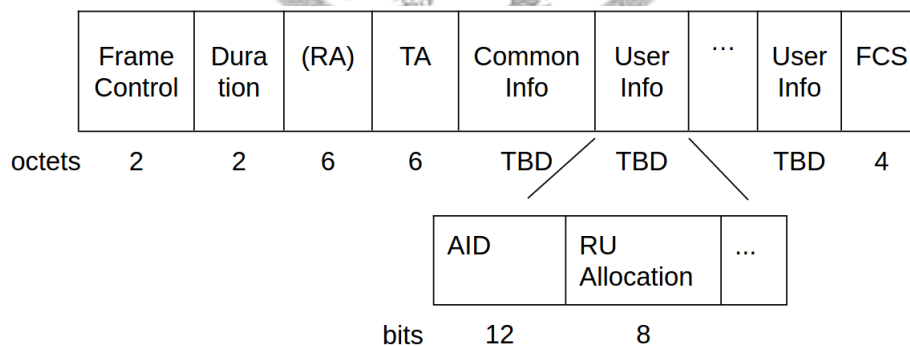 Frame Control
Dura tion
(RA)
TA
Common Info
User Info
...
User Info
FCS
octets 2 2 6 6 TBD TBD TBD 4
AID
RU Allocation
...
bits 12 8